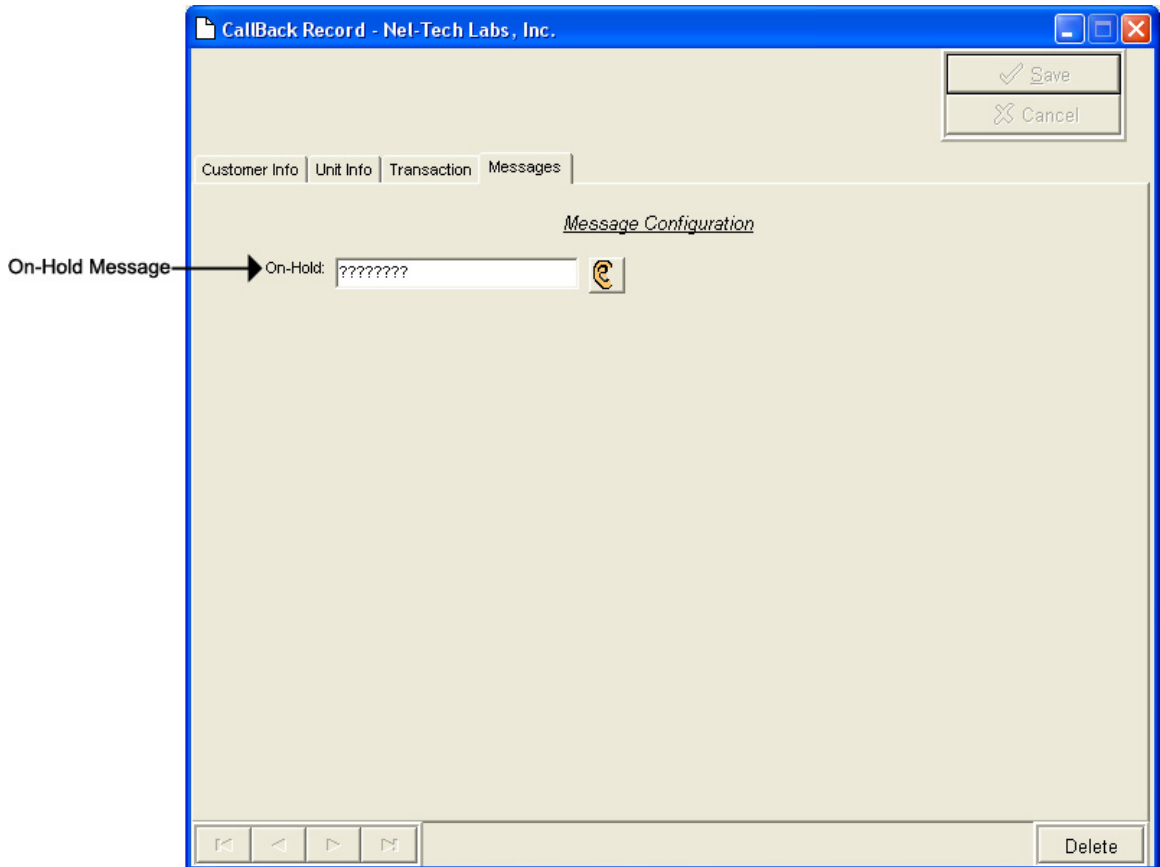 CallBack Record - Nel-Tech Labs, Inc.
Save
Cancel
Customer Info Unit Info Transaction Messages
Message Configuration
On-Hold Message On-Hold: ????????
Delete